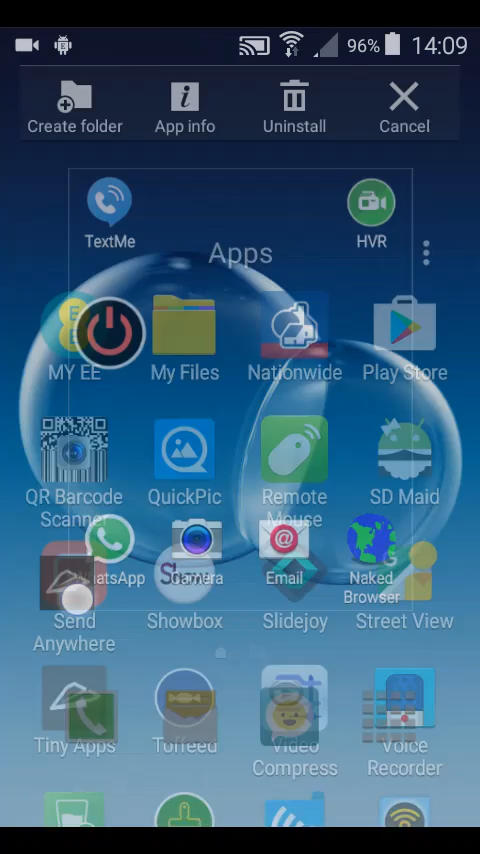 96% 14:09
Create folder App info Uninstall Cancel
TextMe HVR
Apps
MY EE My Files Nationwide Play Store
QR Barcode Scanner QuickPic Remote Mouse SD Maid
WhatsApp Camera Email Naked Browser
Send Anywhere Showbox Slidejoy Street View
Tiny Apps Toffeed Video Compress Voice Recorder